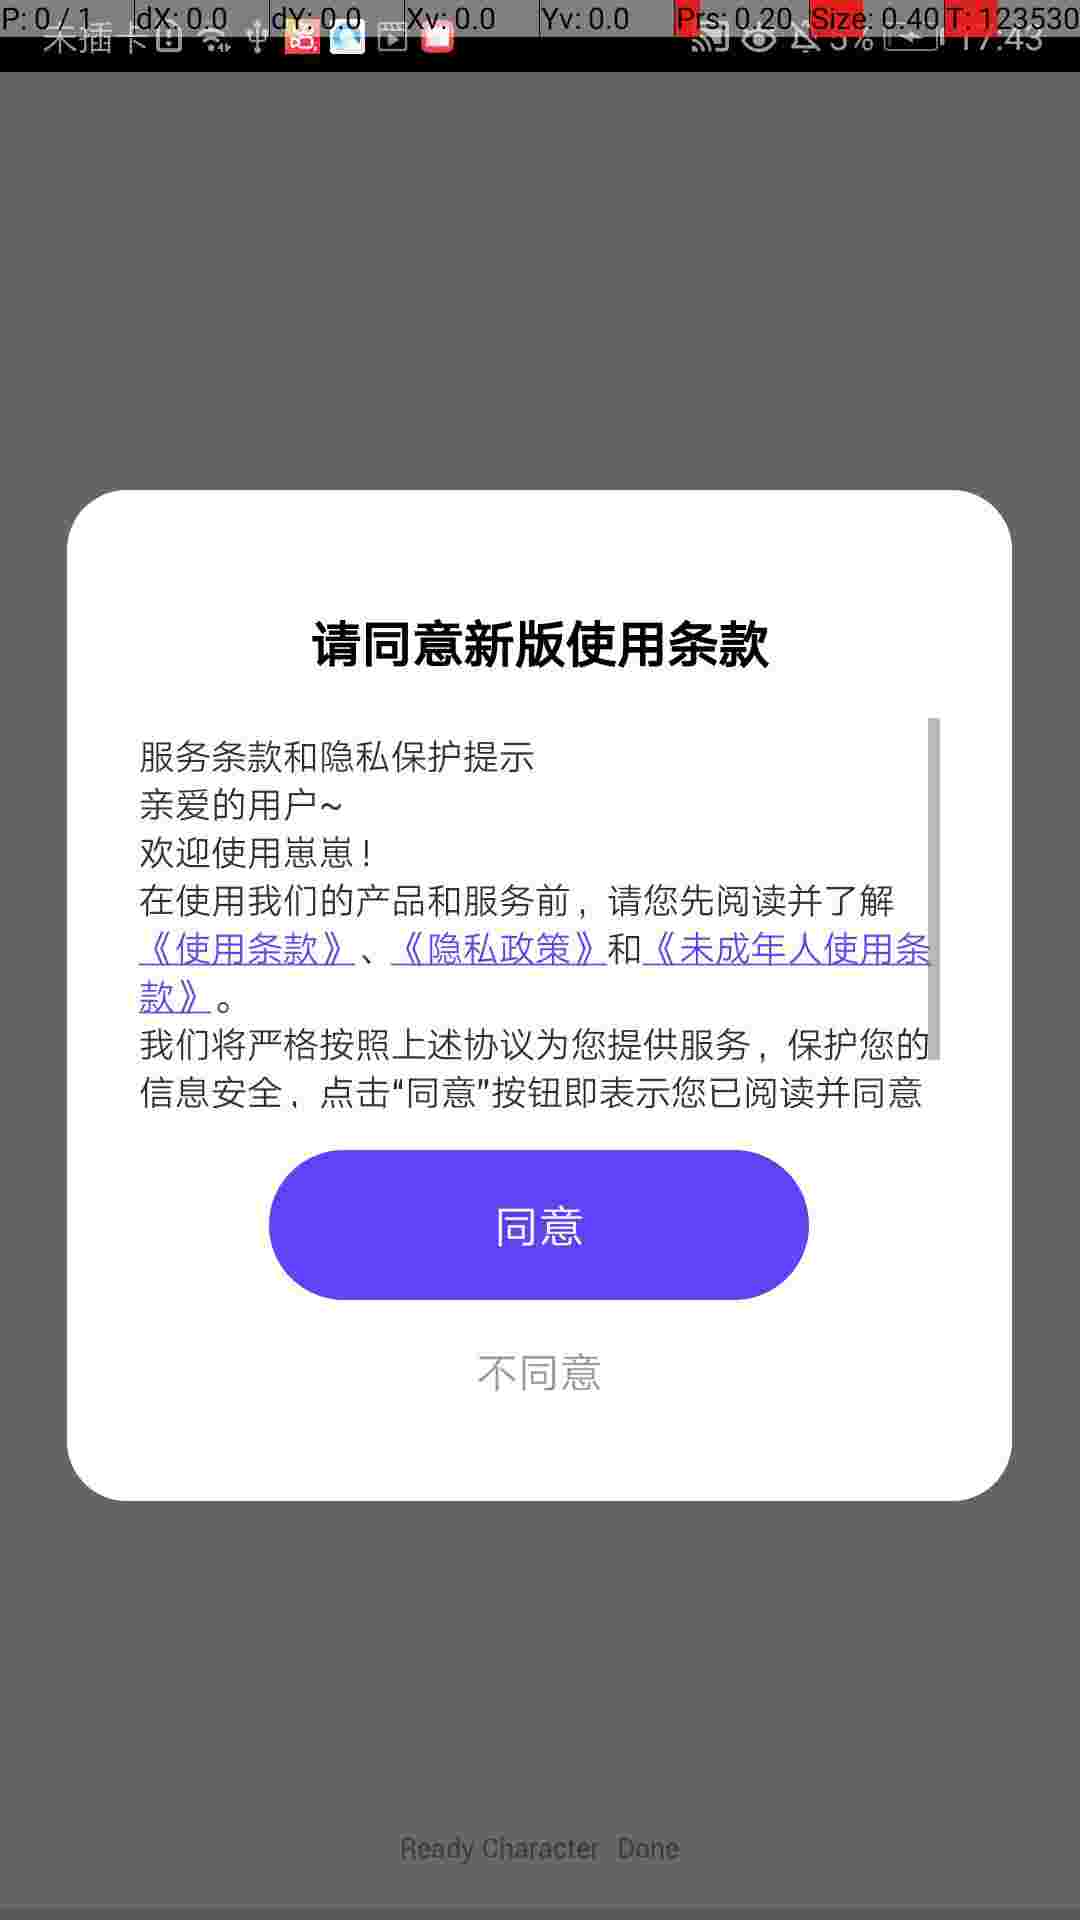 P: 0 / 1 dX: 0.0 dY: 0.0 Xv: 0.0 Yv: 0.0 Prs: 0.20 Size: 0.40 T: 123530
未插卡 5% 17:43
请同意新版使用条款
服务条款和隐私保护提示
亲爱的用户~
欢迎使用崽崽！
在使用我们的产品和服务前，请您先阅读并了解
《使用条款》、《隐私政策》和《未成年人使用条
款》。
我们将严格按照上述协议为您提供服务，保护您的
信息安全，点击“同意”按钮即表示您已阅读并同意
同意
不同意
Ready Character Done